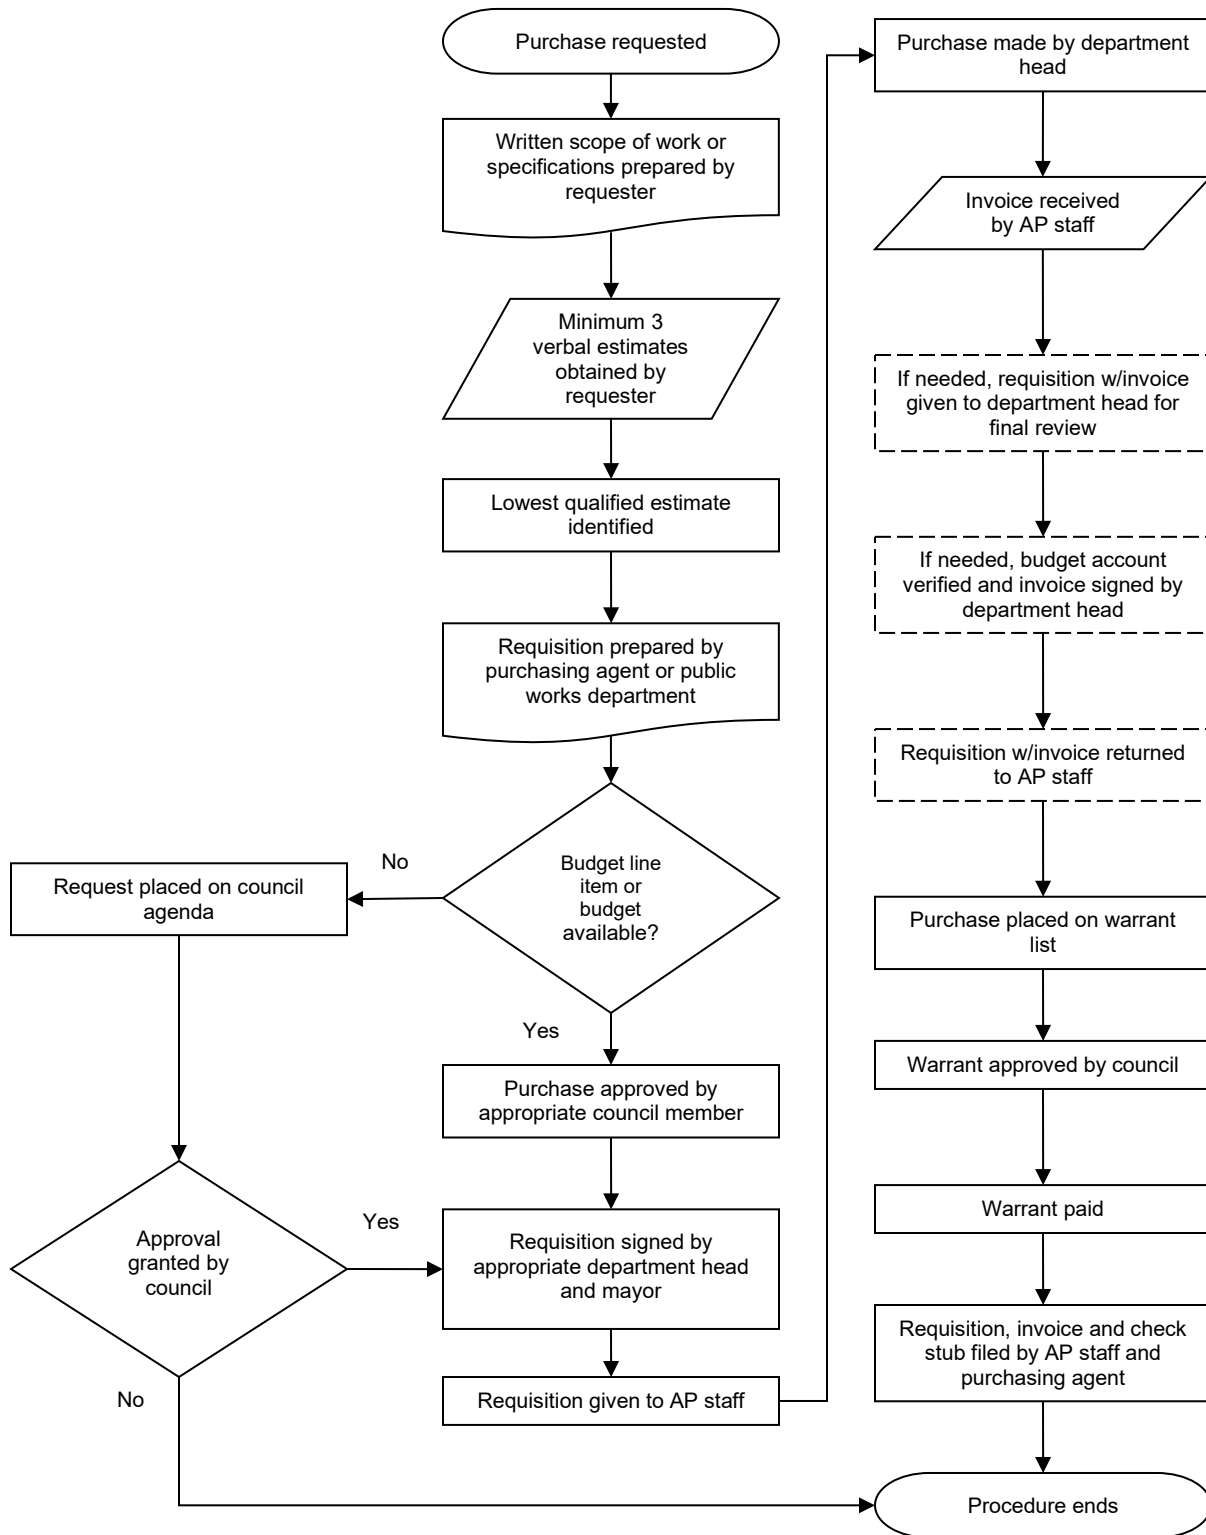 Purchase requested
Written scope of work or
specifications prepared by
requester
Minimum 3
verbal estimates
obtained by
requester
Lowest qualified estimate
identified
Requisition prepared by
purchasing agent or public
works department
Budget line
item or
budget
available?
No
Request placed on council
agenda
Yes
Purchase approved by
appropriate council member
Approval
granted by
council
Yes
Requisition signed by
appropriate department head
and mayor
No
Requisition given to AP staff
Purchase made by department
head
Invoice received
by AP staff
If needed, requisition w/invoice
given to department head for
final review
If needed, budget account
verified and invoice signed by
department head
Requisition w/invoice returned
to AP staff
Purchase placed on warrant
list
Warrant approved by council
Warrant paid
Requisition, invoice and check
stub filed by AP staff and
purchasing agent
Procedure ends